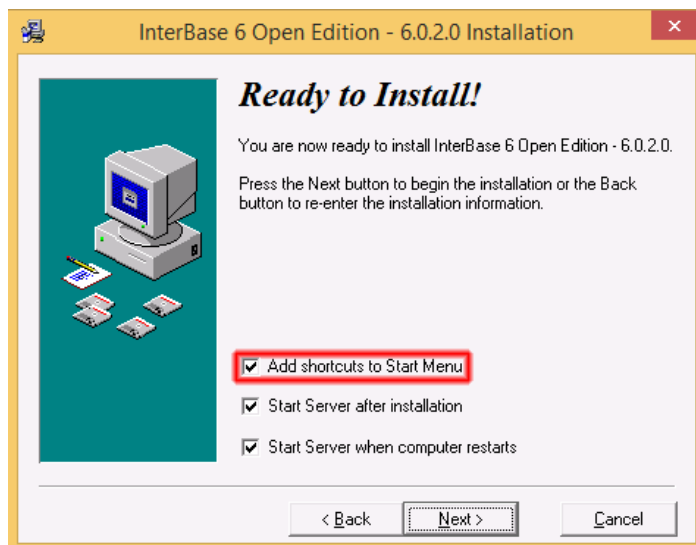 InterBase 6 Open Edition - 6.0.2.0 Installation
Ready to Install!
You are now ready to install InterBase 6 Open Edition - 6.0.2.0.
Press the Next button to begin the installation or the Back
button to re-enter the installation information.
Add shortcuts to Start Menu
Start Server after installation
Start Server when computer restarts
< Back
Next >
Cancel